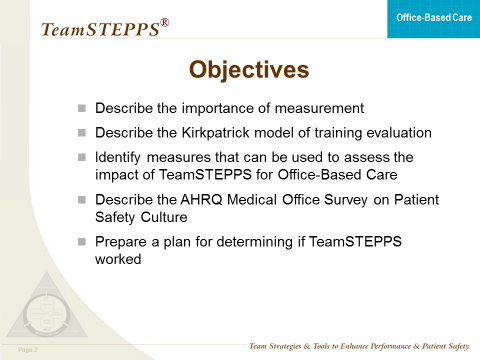 TeamSTEPPS®
Office-Based Care
Objectives
Describe the importance of measurement
Describe the Kirkpatrick model of training evaluation
Identify measures that can be used to assess the
impact of TeamSTEPPS for Office-Based Care
Describe the AHRQ Medical Office Survey on Patient
Safety Culture
Prepare a plan for determining if TeamSTEPPS
worked
Page 2
Team Strategies & Tools to Enhance Performance & Patient Safety